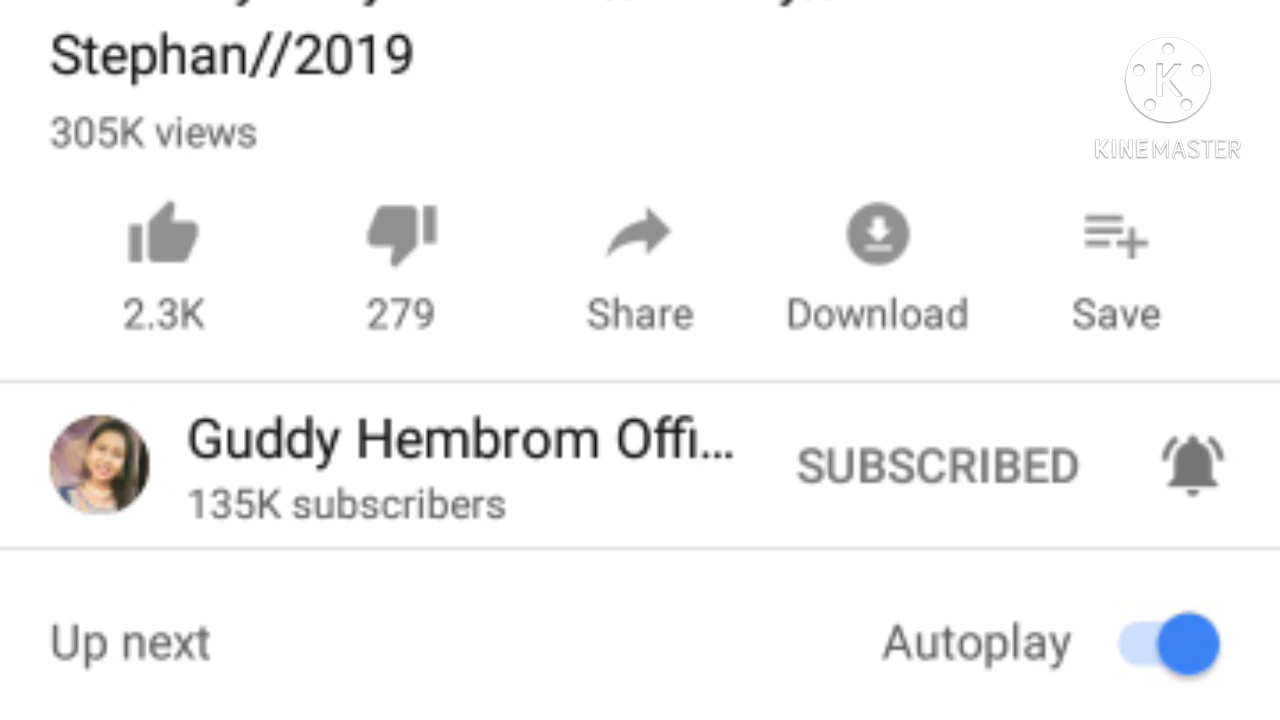 Stephan//2019
305K views
KINEMASTER
2.3K
279
Share
Download
Save
Guddy Hembrom Offi...
135K subscribers
SUBSCRIBED
Up next
Autoplay